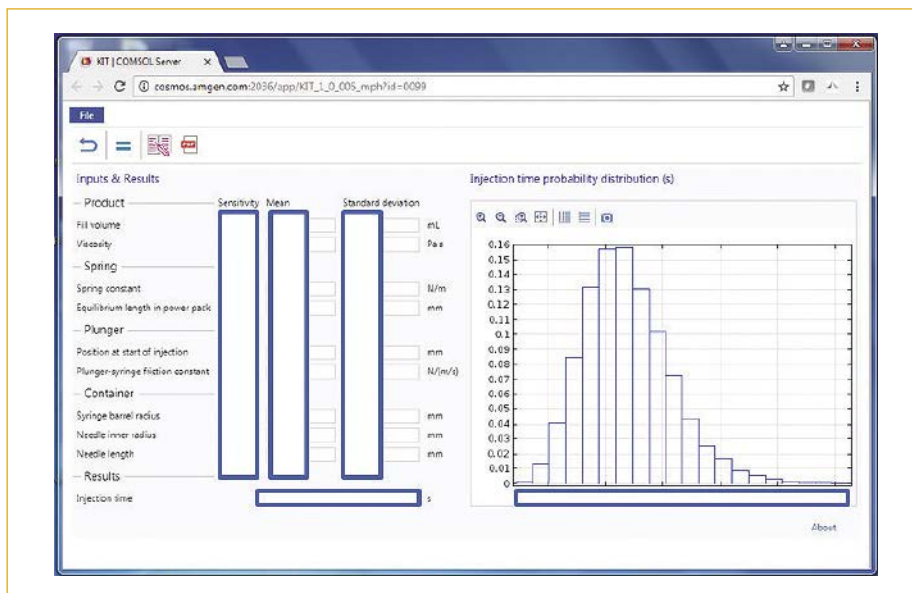 KIT | COMSOL Server
cosmos.amgen.com:2036/app/KIT_1_0_005_mph?id=0099
File
Inputs & Results
Product Sensitivity Mean Standard deviation
Fill volume mL
Viscosity Pa·s
Spring
Spring constant N/m
Equilibrium length in power pack mm
Plunger
Position at start of injection mm
Plunger-syringe friction constant N/(m/s)
Container
Syringe barrel radius mm
Needle inner radius mm
Needle length mm
Results
Injection time s
Injection time probability distribution (s)
0.16
0.15
0.14
0.13
0.12
0.11
0.1
0.09
0.08
0.07
0.06
0.05
0.04
0.03
0.02
0.01
0
About